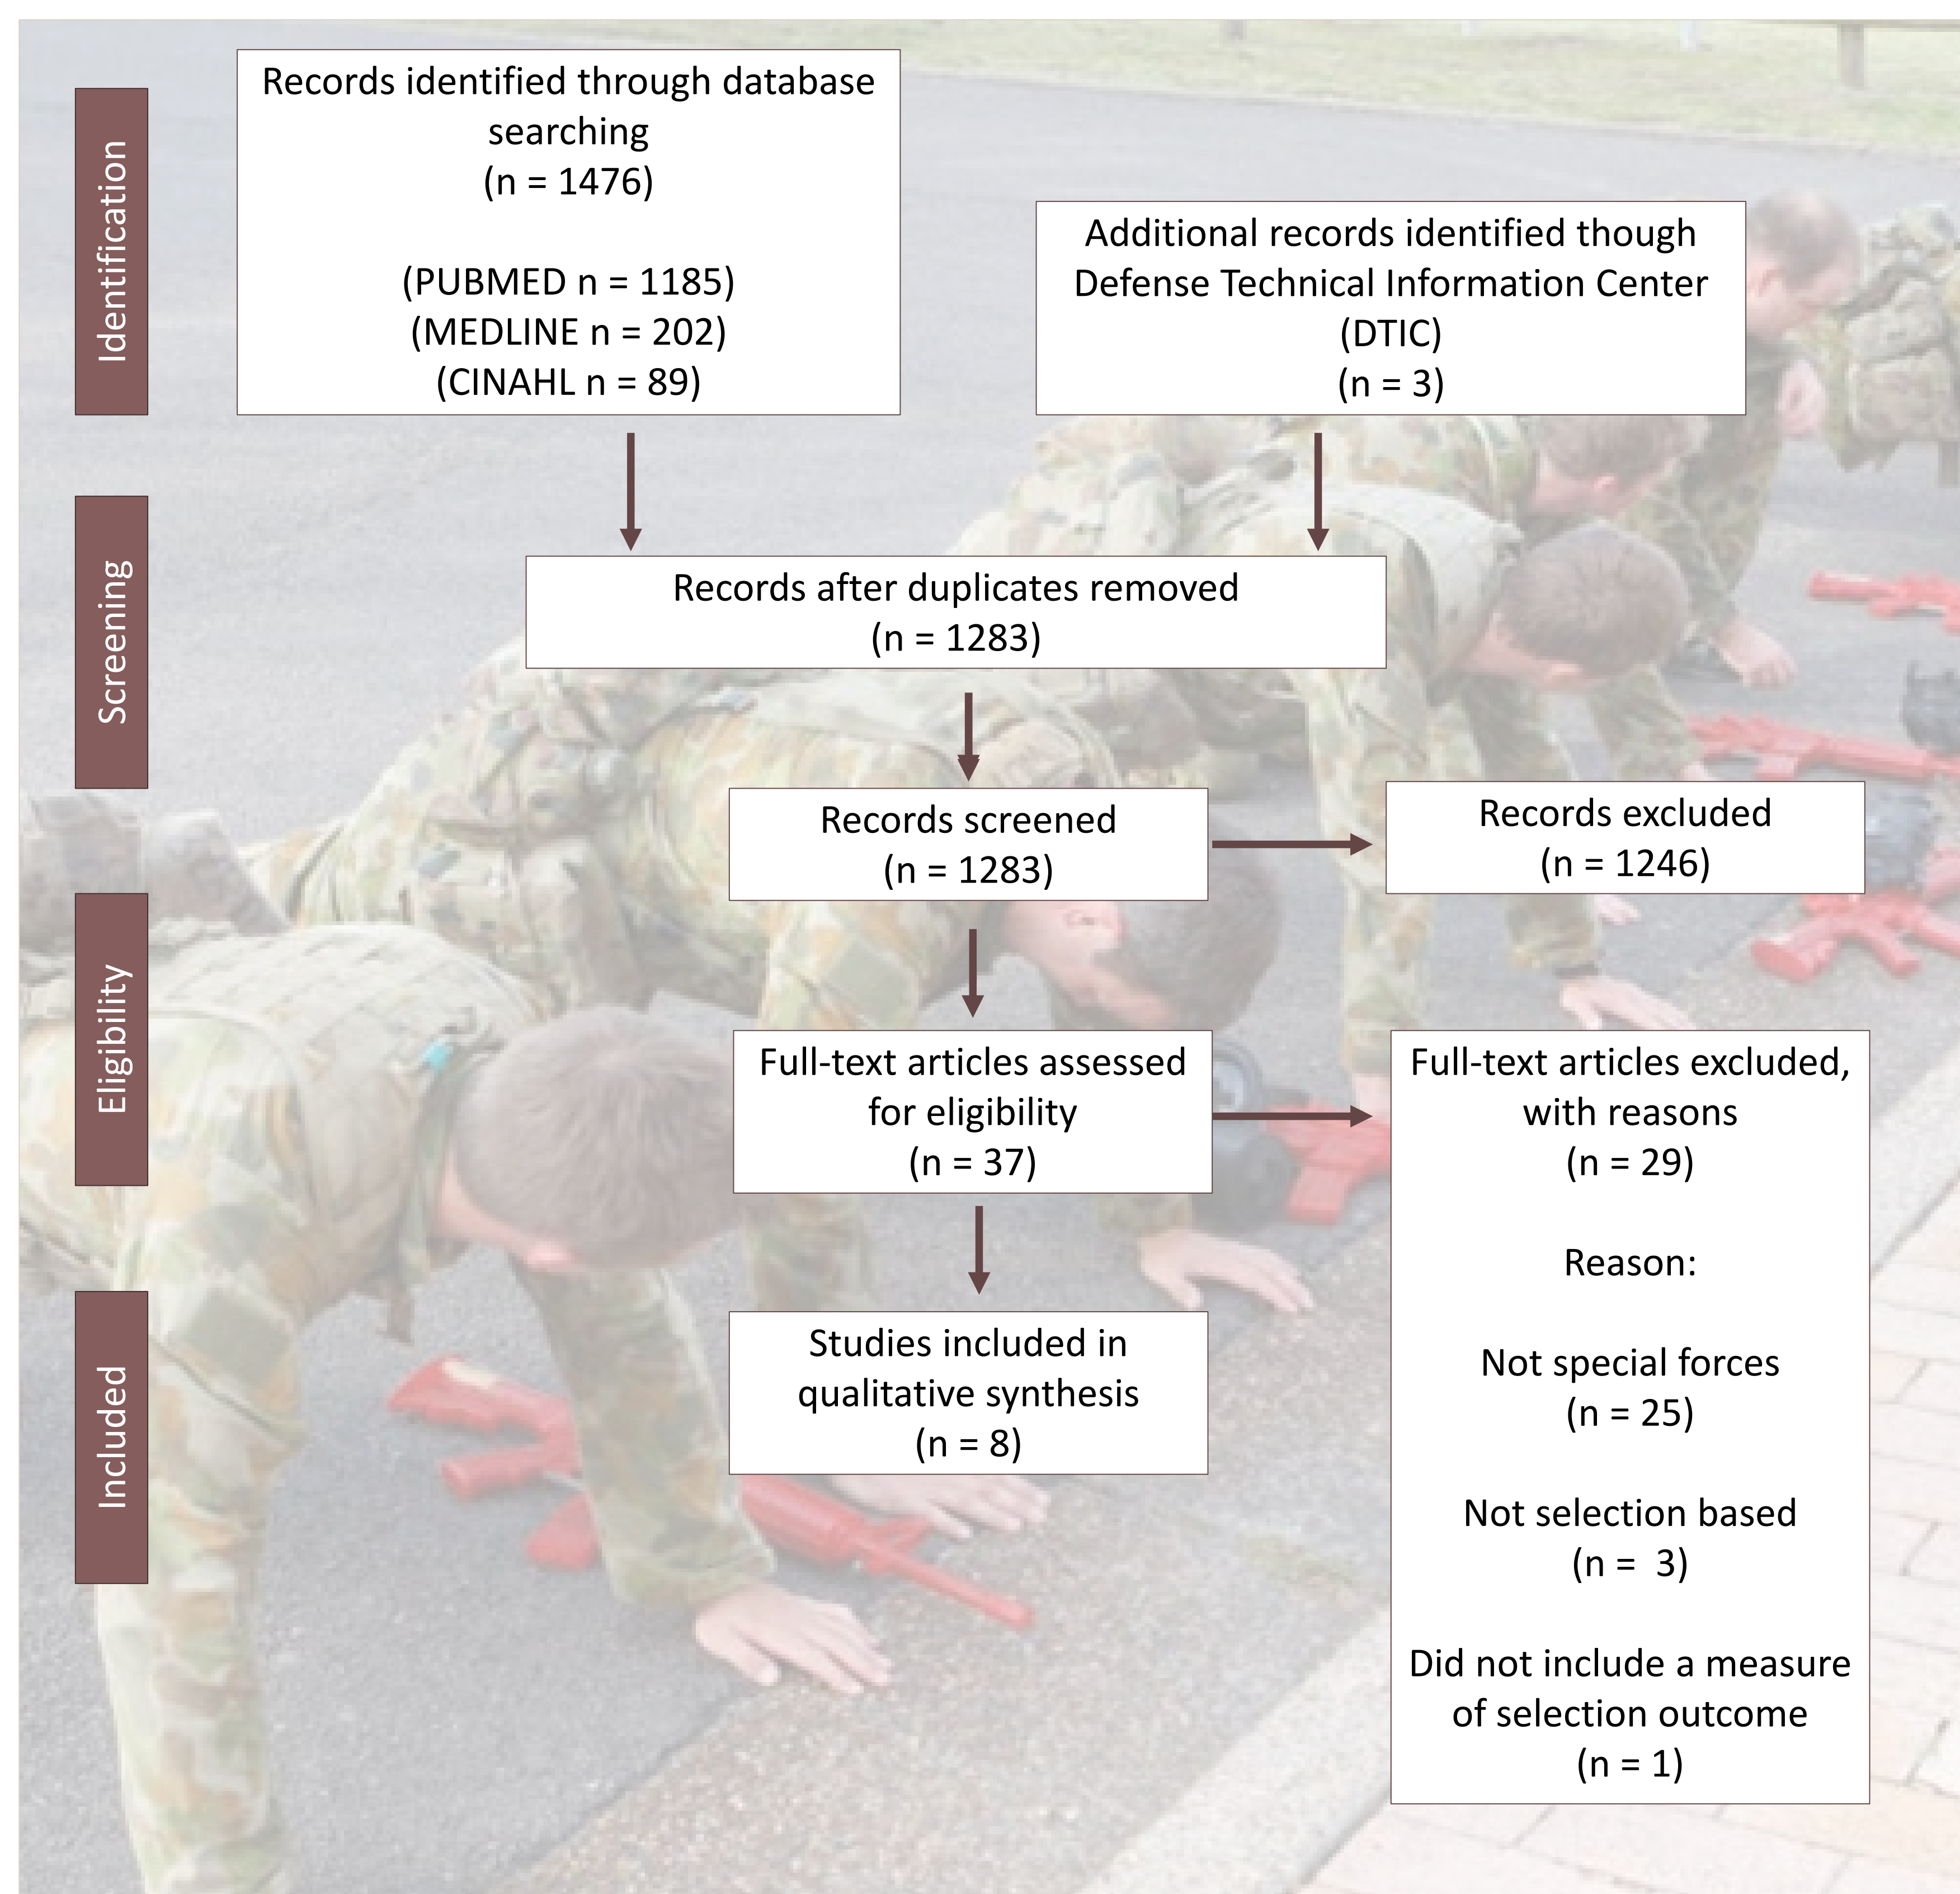 Identification
Records identified through database
searching
(n = 1476)
(PUBMED n = 1185)
(MEDLINE n = 202)
(CINAHL n = 89)
Additional records identified though
Defense Technical Information Center
(DTIC)
(n = 3)
Screening
Records after duplicates removed
(n = 1283)
Records screened
(n = 1283)
Records excluded
(n = 1246)
Eligibility
Full-text articles assessed
for eligibility
(n = 37)
Full-text articles excluded,
with reasons
(n = 29)
Reason:
Not special forces
(n = 25)
Not selection based
(n =  3)
Did not include a measure
of selection outcome
(n = 1)
Included
Studies included in
qualitative synthesis
(n = 8)